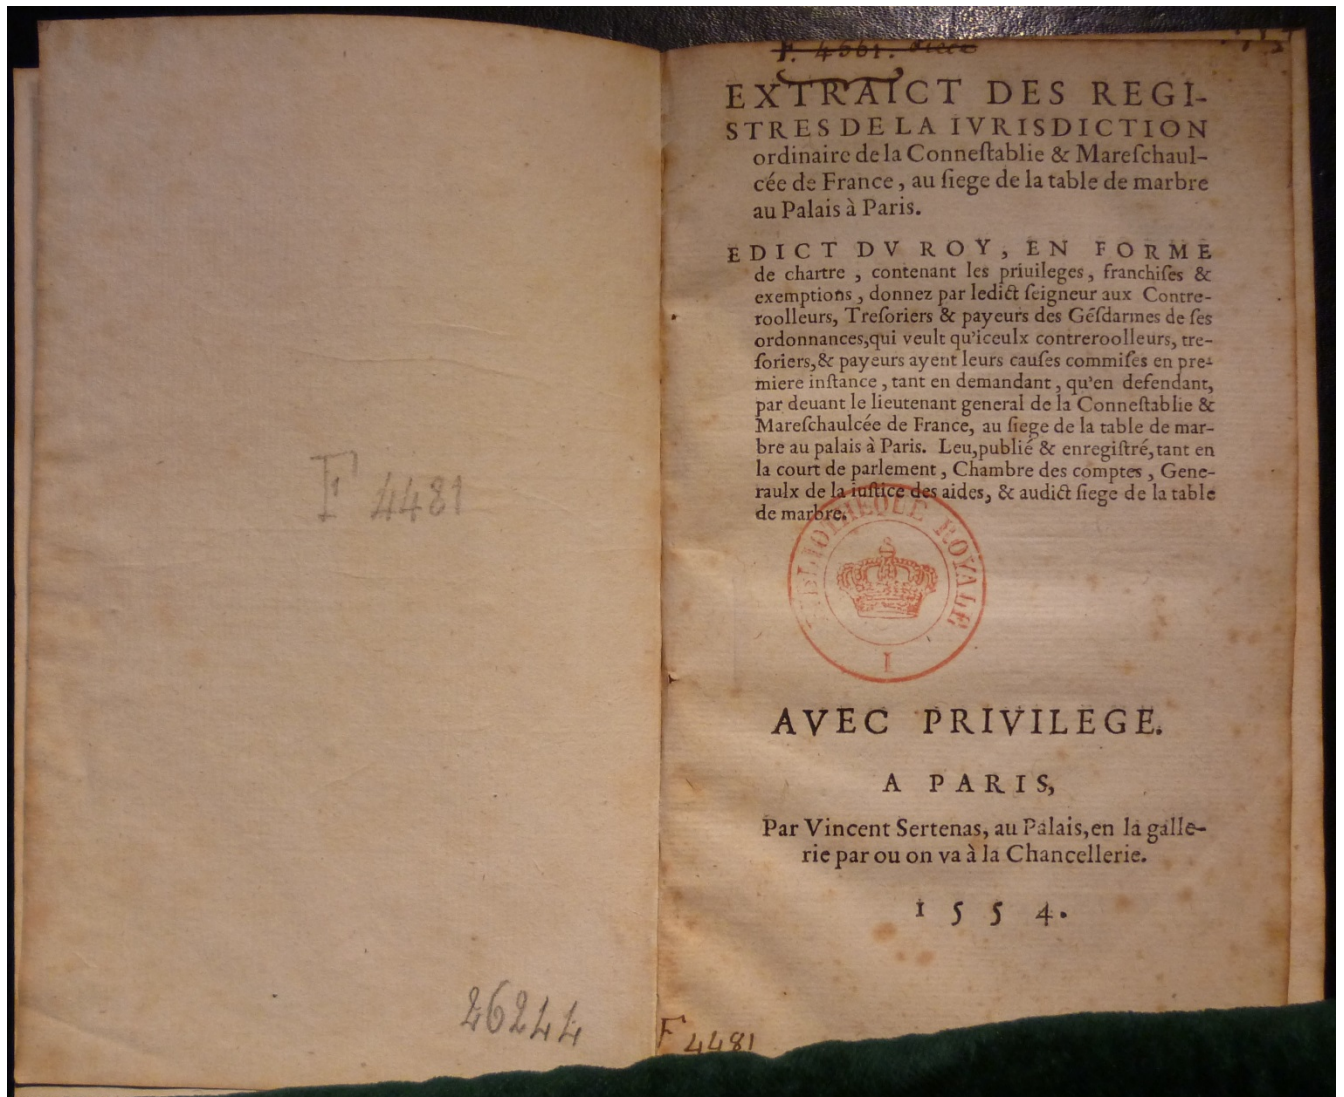 F 4481
26244
F. 4561. piece
EXTRAICT DES REGI-
STRES DE LA IVRISDICTION
ordinaire de la Conneſtablie & Mareſchaul-
cée de France, au ſiege de la table de marbre
au Palais à Paris.
EDICT DV ROY, EN FORME
de chartre, contenant les priuileges, franchiſes &
exemptions, donnez par ledict ſeigneur aux Contre-
roolleurs, Treſoriers & payeurs des Gēſdarmes de ſes
ordonnances,qui veult qu'iceulx contreroolleurs, tre-
ſoriers,& payeurs ayent leurs cauſes commiſes en pre-
miere inſtance, tant en demandant, qu'en defendant,
par deuant le lieutenant general de la Conneſtablie &
Mareſchaulcée de France, au ſiege de la table de mar-
bre au palais à Paris. Leu,publié & enregiſtré,tant en
la court de parlement, Chambre des comptes, Gene-
raulx de la iuſtice des aides, & audict ſiege de la table
de marbre.
BIBLIOTHEQUE ROYALE
I
AVEC PRIVILEGE.
A PARIS,
Par Vincent Sertenas, au Palais,en la galle-
rie par ou on va à la Chancellerie.
1554.
F 4481